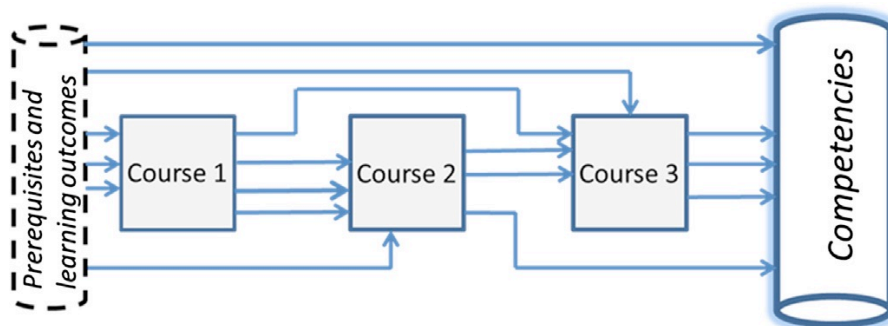 Prerequisites and
learning outcomes
Course 1
Course 2
Course 3
Competencies